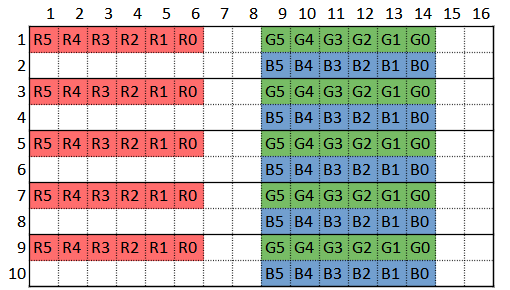 1 2 3 4 5 6 7 8 9 10 11 12 13 14 15 16
1 R5 R4 R3 R2 R1 R0 G5 G4 G3 G2 G1 G0
2 B5 B4 B3 B2 B1 B0
3 R5 R4 R3 R2 R1 R0 G5 G4 G3 G2 G1 G0
4 B5 B4 B3 B2 B1 B0
5 R5 R4 R3 R2 R1 R0 G5 G4 G3 G2 G1 G0
6 B5 B4 B3 B2 B1 B0
7 R5 R4 R3 R2 R1 R0 G5 G4 G3 G2 G1 G0
8 B5 B4 B3 B2 B1 B0
9 R5 R4 R3 R2 R1 R0 G5 G4 G3 G2 G1 G0
10 B5 B4 B3 B2 B1 B0